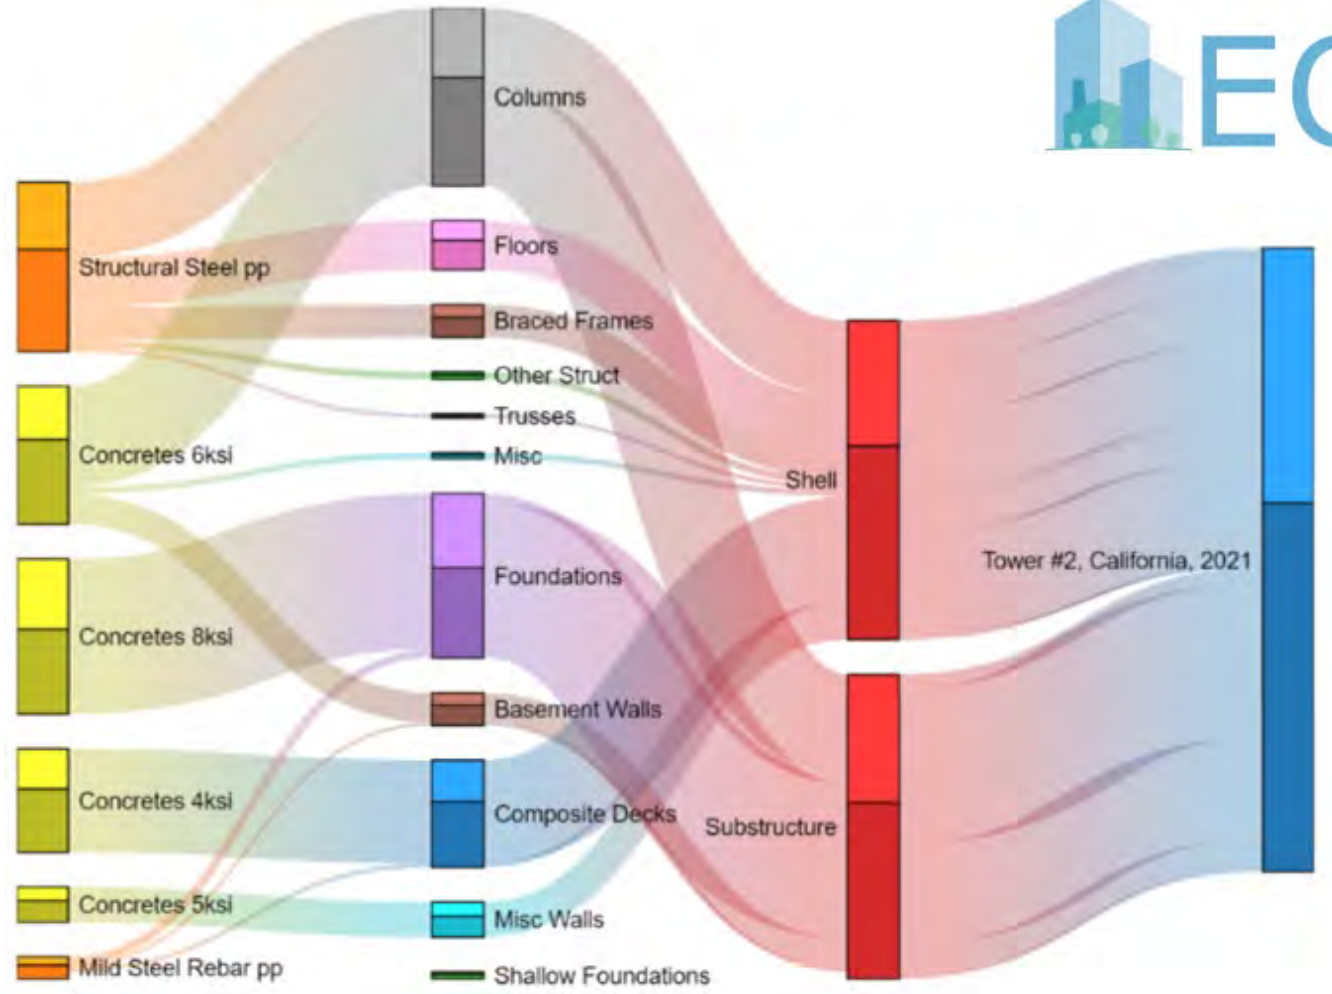 EC
Columns
Floors
Structural Steel pp
Braced Frames
Other Struct
Trusses
Concretes 6ksi
Misc
Shell
Tower #2, California, 2021
Foundations
Concretes 8ksi
Basement Walls
Concretes 4ksi
Composite Decks
Substructure
Concretes 5ksi
Misc Walls
Mild Steel Rebar pp
Shallow Foundations